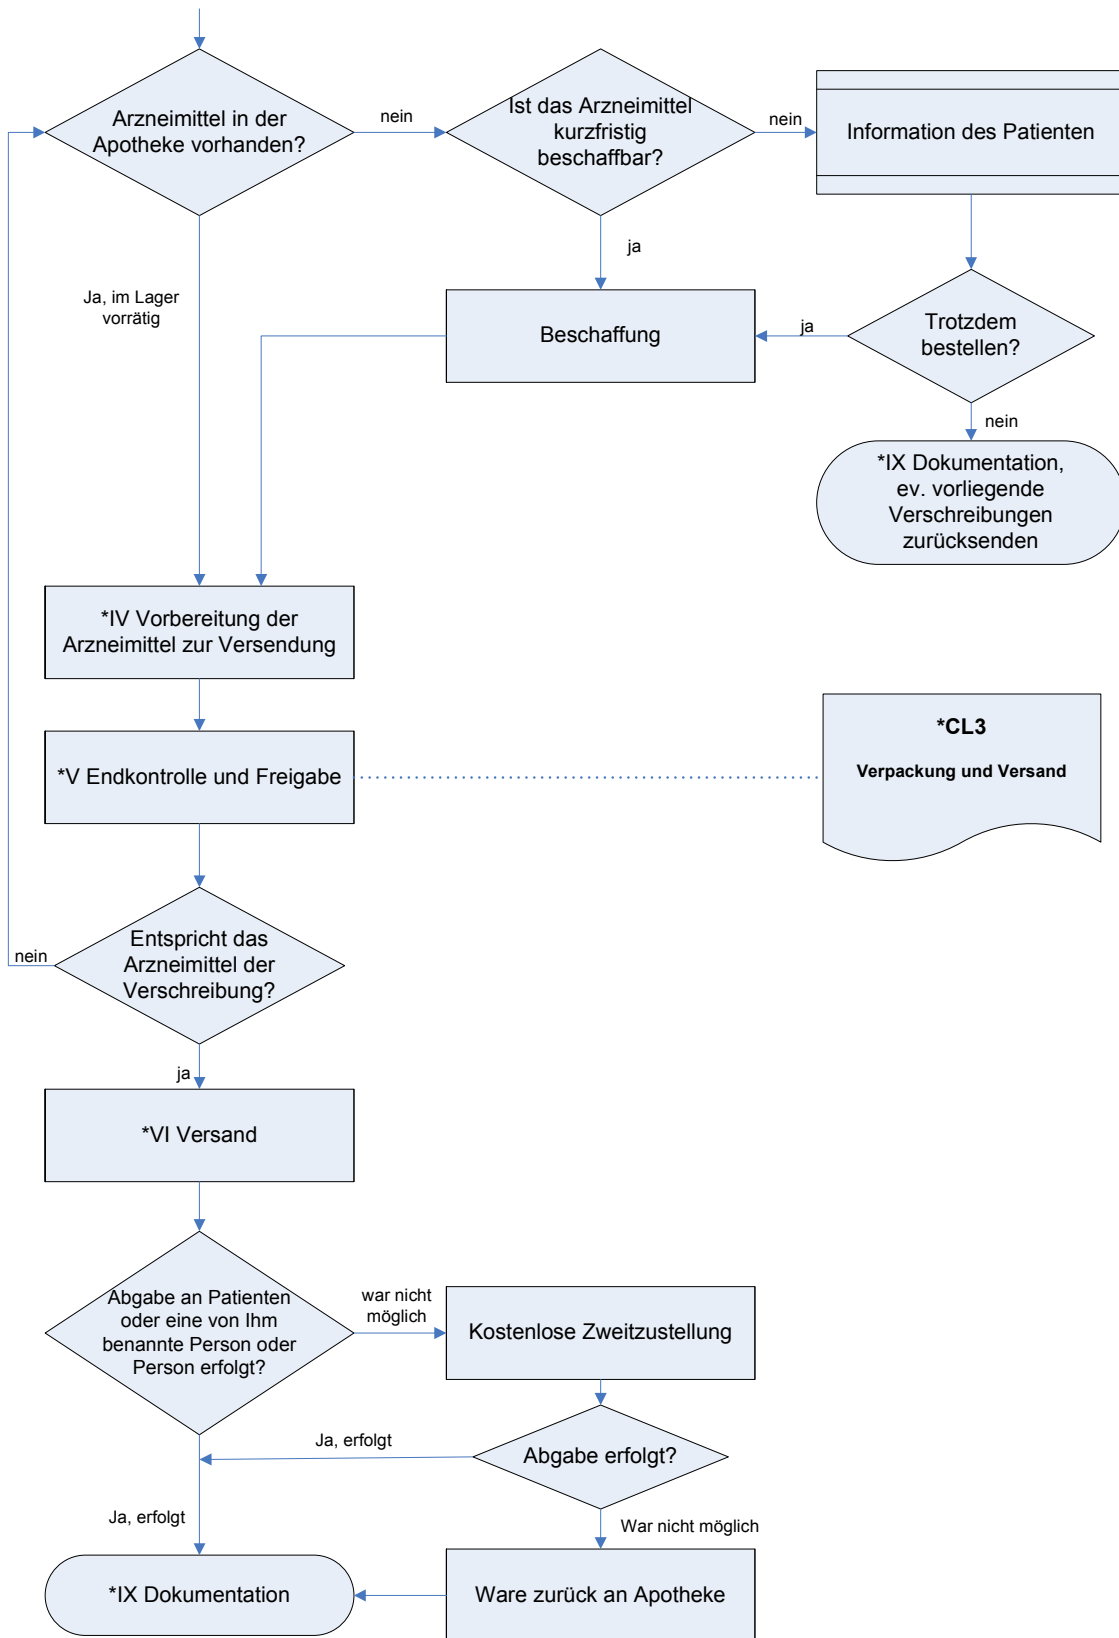 Arzneimittel in der
Apotheke vorhanden?
nein
Ist das Arzneimittel
kurzfristig
beschaffbar?
nein
Information des Patienten
ja
Ja, im Lager
vorrätig
Beschaffung
ja
Trotzdem
bestellen?
nein
*IX Dokumentation,
ev. vorliegende
Verschreibungen
zurücksenden
*IV Vorbereitung der
Arzneimittel zur Versendung
*V Endkontrolle und Freigabe
*CL3
Verpackung und Versand
Entspricht das
Arzneimittel der
Verschreibung?
nein
ja
*VI Versand
Abgabe an Patienten
oder eine von Ihm
benannte Person oder
Person erfolgt?
war nicht
möglich
Kostenlose Zweitzustellung
Ja, erfolgt
Abgabe erfolgt?
Ja, erfolgt
War nicht möglich
*IX Dokumentation
Ware zurück an Apotheke